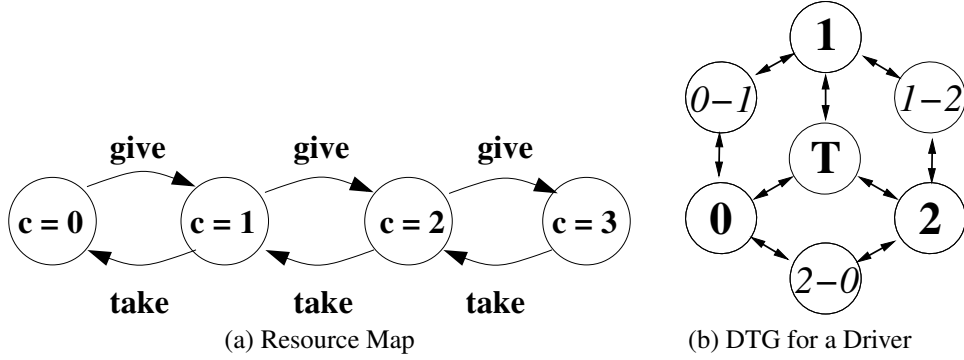 1
0−1
1−2
T
0
2
2−0
give
give
give
c = 0
c = 1
c = 2
c = 3
take
take
take
(a) Resource Map
(b) DTG for a Driver